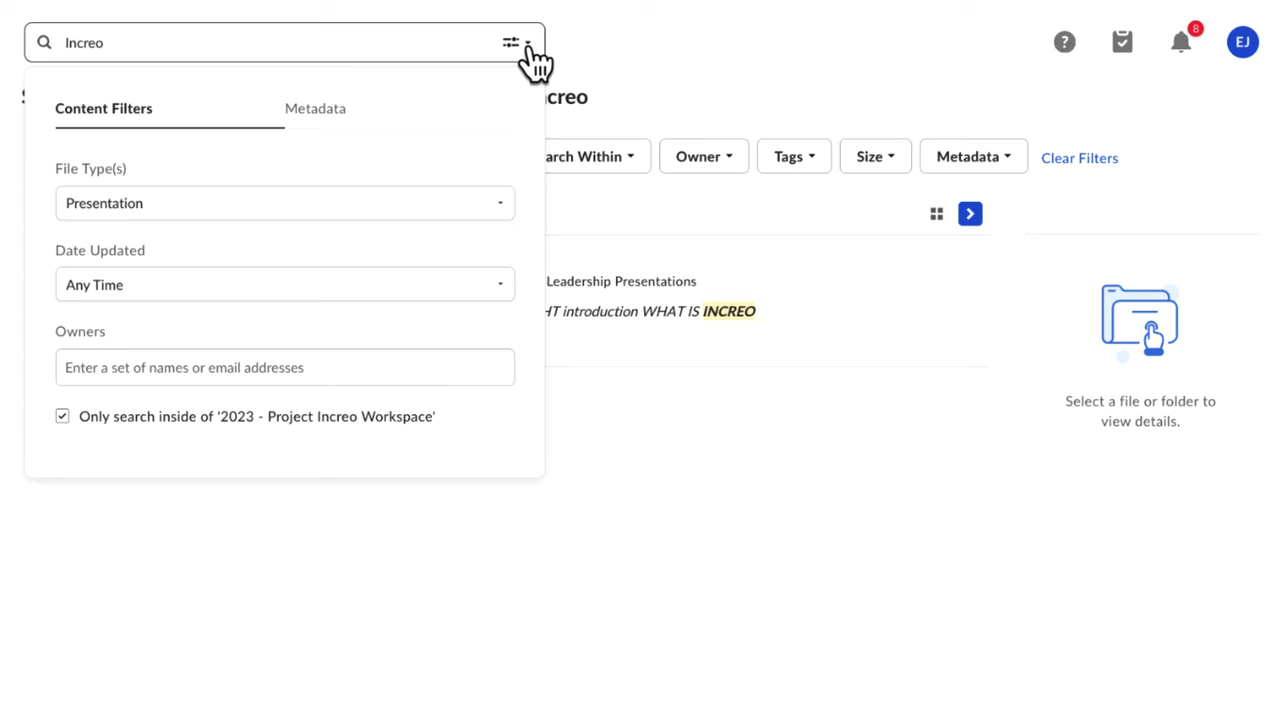 Increo
8
EJ
Content Filters
Metadata
File Type(s)
Presentation
Date Updated
Any Time
Owners
Enter a set of names or email addresses
Only search inside of '2023 - Project Increo Workspace'
creo
arch Within
Owner
Tags
Size
Metadata
Clear Filters
Leadership Presentations
HT introduction WHAT IS INCREO
Select a file or folder to
view details.